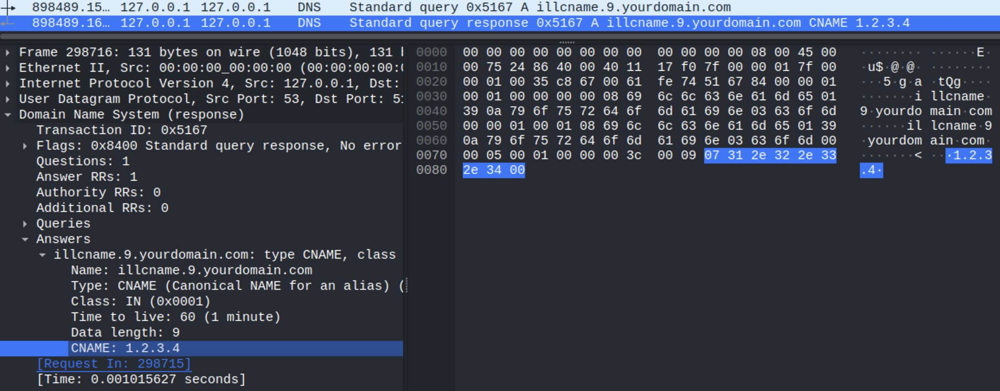 898489.15… 127.0.0.1 127.0.0.1 DNS Standard query 0x5167 A illcname.9.yourdomain.com
898489.16… 127.0.0.1 127.0.0.1 DNS Standard query response 0x5167 A illcname.9.yourdomain.com CNAME 1.2.3.4
Frame 298716: 131 bytes on wire (1048 bits), 131
Ethernet II, Src: 00:00:00_00:00:00 (00:00:00:00:
Internet Protocol Version 4, Src: 127.0.0.1, Dst:
User Datagram Protocol, Src Port: 53, Dst Port: 5
Domain Name System (response)
Transaction ID: 0x5167
Flags: 0x8400 Standard query response, No error
Questions: 1
Answer RRs: 1
Authority RRs: 0
Additional RRs: 0
Queries
Answers
illcname.9.yourdomain.com: type CNAME, class
Name: illcname.9.yourdomain.com
Type: CNAME (Canonical NAME for an alias) (
Class: IN (0x0001)
Time to live: 60 (1 minute)
Data length: 9
CNAME: 1.2.3.4
[Request In: 298715]
[Time: 0.001015627 seconds]
0000 00 00 00 00 00 00 00 00 00 00 00 00 08 00 45 00 ········ ······E·
0010 00 75 24 86 40 00 40 11 17 f0 7f 00 00 01 7f 00 ·u$·@·@· ········
0020 00 01 00 35 c8 67 00 61 fe 74 51 67 84 00 00 01 ···5·g·a ·tQg····
0030 00 01 00 00 00 00 08 69 6c 6c 63 6e 61 6d 65 01 ·······i llcname·
0040 39 0a 79 6f 75 72 64 6f 6d 61 69 6e 03 63 6f 6d 9·yourdo main·com
0050 00 00 01 00 01 08 69 6c 6c 63 6e 61 6d 65 01 39 ······il lcname·9
0060 0a 79 6f 75 72 64 6f 6d 61 69 6e 03 63 6f 6d 00 ·yourdom ain·com·
0070 00 05 00 01 00 00 00 3c 00 09 07 31 2e 32 2e 33 ·······< ···1.2.3
0080 2e 34 00 .4·